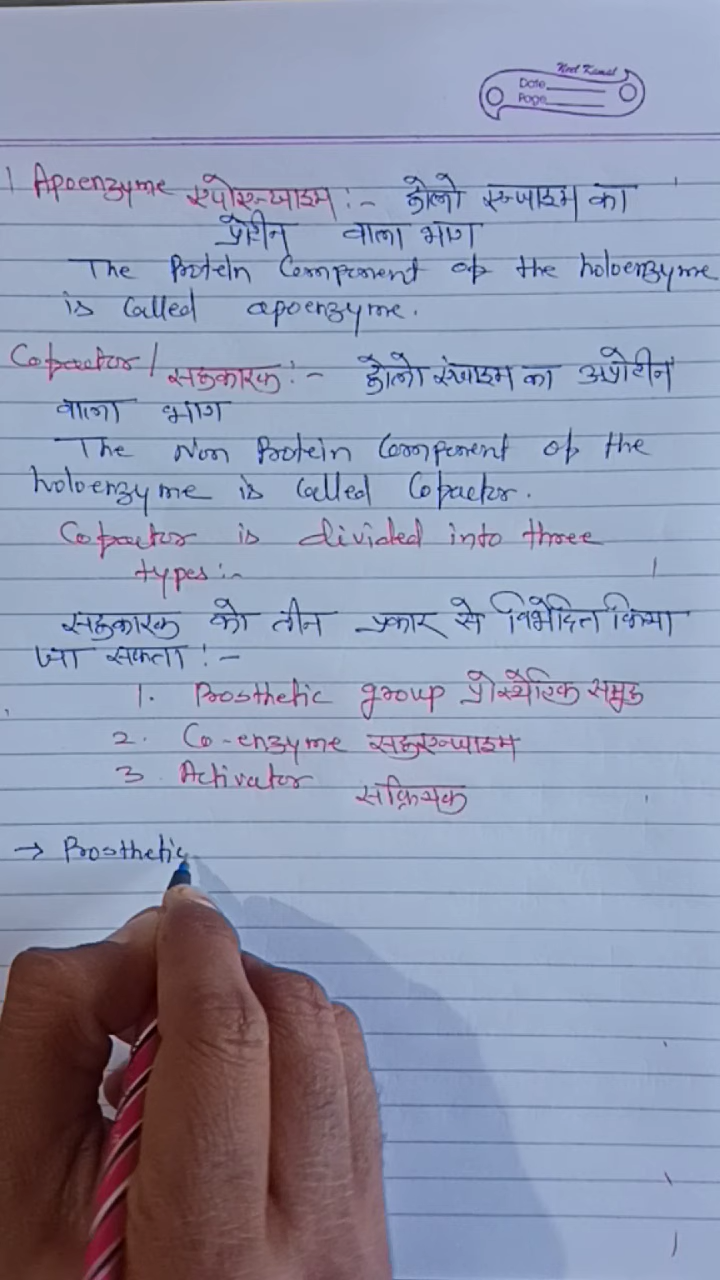 Neel Kamal
Date
Page
1 Apoenzyme एपोएन्जाइम :- होलो एन्जाइम का
प्रोटीन वाला भाग
The Protein Component of the holoenzyme
is Called apoenzyme.
Cofactor / सहकारक :- होलो एंजाइम का अप्रोटीन
वाला भाग
The Non Protein Component of the
holoenzyme is Called Cofactor.
Cofactor is divided into three
types :-
सहकारक को तीन प्रकार से विभेदित किया
जा सकता :-
1. Prosthetic group प्रोस्थेटिक समुह
2. Co-enzyme सहएन्जाइम
3. Activator
सक्रियक
→ Prosthetic